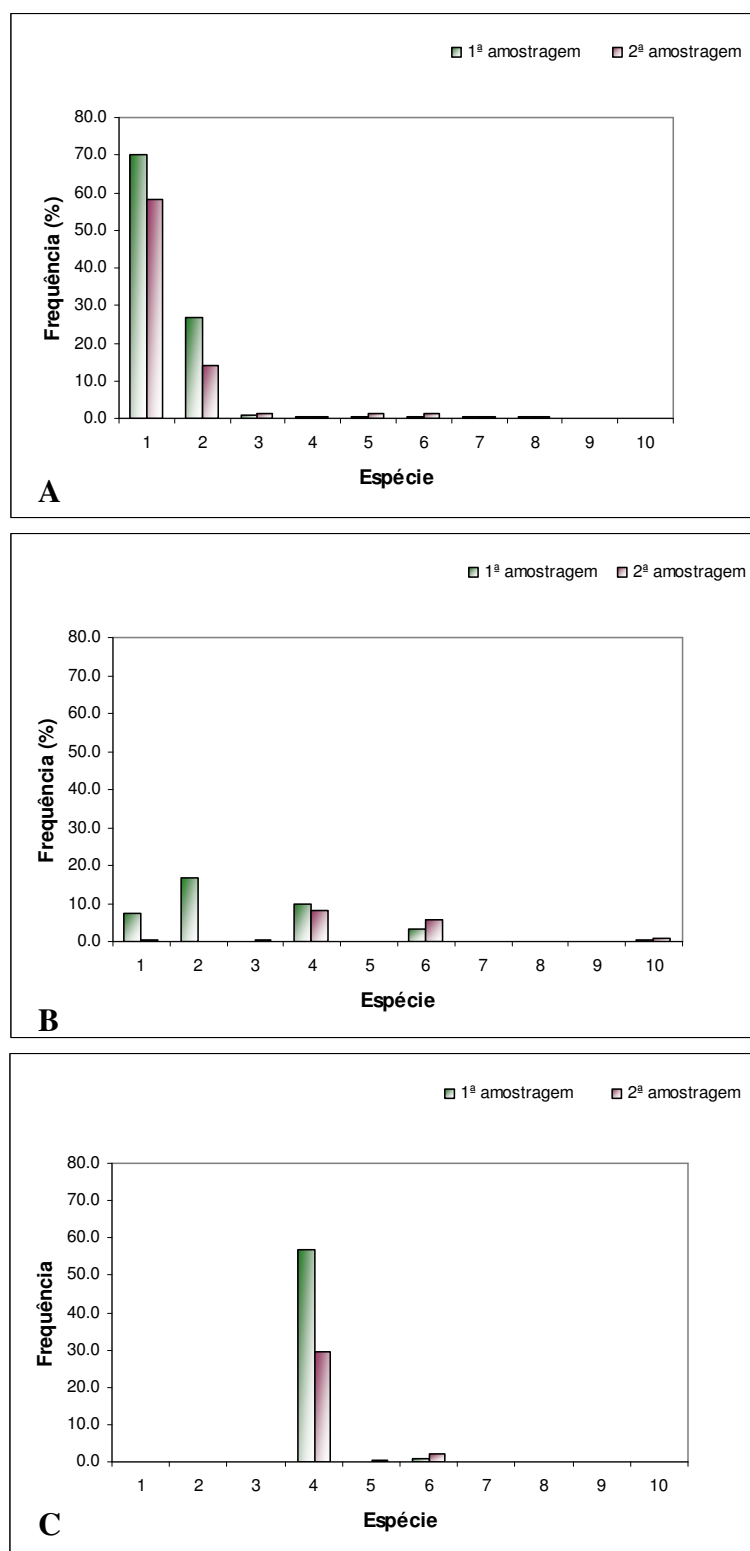 1ª amostragem 2ª amostragem
80.0
70.0
60.0
50.0
40.0
30.0
20.0
10.0
0.0
Frequência (%)
1 2 3 4 5 6 7 8 9 10
Espécie
A
1ª amostragem 2ª amostragem
80.0
70.0
60.0
50.0
40.0
30.0
20.0
10.0
0.0
Frequência (%)
1 2 3 4 5 6 7 8 9 10
Espécie
B
1ª amostragem 2ª amostragem
80.0
70.0
60.0
50.0
40.0
30.0
20.0
10.0
0.0
Frequência
1 2 3 4 5 6 7 8 9 10
Espécie
C